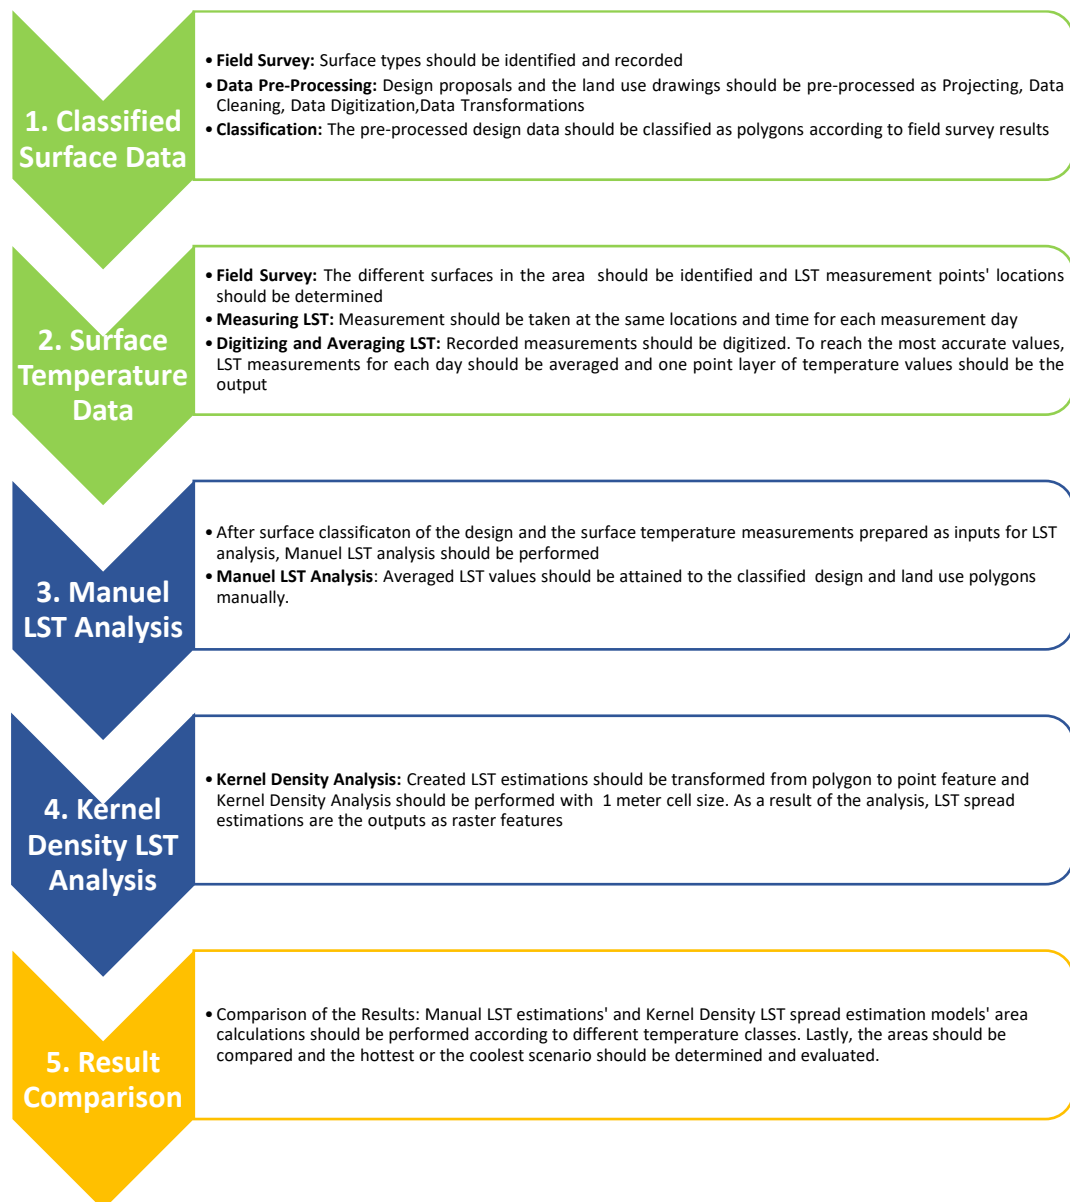 1. Classified
Surface Data
• Field Survey: Surface types should be identified and recorded
• Data Pre-Processing: Design proposals and the land use drawings should be pre-processed as Projecting, Data
Cleaning, Data Digitization,Data Transformations
• Classification: The pre-processed design data should be classified as polygons according to field survey results
2. Surface
Temperature
Data
• Field Survey: The different surfaces in the area should be identified and LST measurement points' locations
should be determined
• Measuring LST: Measurement should be taken at the same locations and time for each measurement day
• Digitizing and Averaging LST: Recorded measurements should be digitized. To reach the most accurate values,
LST measurements for each day should be averaged and one point layer of temperature values should be the
output
3. Manuel
LST Analysis
• After surface classificaton of the design and the surface temperature measurements prepared as inputs for LST
analysis, Manuel LST analysis should be performed
• Manuel LST Analysis: Averaged LST values should be attained to the classified design and land use polygons
manually.
4. Kernel
Density LST
Analysis
• Kernel Density Analysis: Created LST estimations should be transformed from polygon to point feature and
Kernel Density Analysis should be performed with 1 meter cell size. As a result of the analysis, LST spread
estimations are the outputs as raster features
5. Result
Comparison
• Comparison of the Results: Manual LST estimations' and Kernel Density LST spread estimation models' area
calculations should be performed according to different temperature classes. Lastly, the areas should be
compared and the hottest or the coolest scenario should be determined and evaluated.